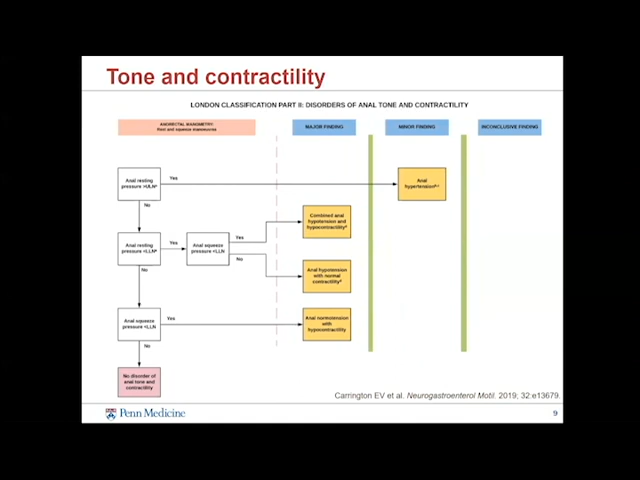 Tone and contractility
LONDON CLASSIFICATION PART II: DISORDERS OF ANAL TONE AND CONTRACTILITY
ANORECTAL MANOMETRY:
Rest and squeeze maneuvers
MAJOR FINDING
MINOR FINDING
INCONCLUSIVE FINDING
Anal resting
pressure >ULN
Yes
Anal
hypertension
No
Combined anal
hypotension and
hypocontractility
Anal resting
pressure <LLN
Yes
Anal squeeze
pressure <LLN
Yes
No
Anal hypotension
with normal
contractility
No
Anal squeeze
pressure <LLN
Yes
Anal normotension
with
hypocontractility
No
No disorder of
anal tone and
contractility
Carrington EV et al. Neurogastroenterol Motil. 2019; 32:e13679.
Penn Medicine
9